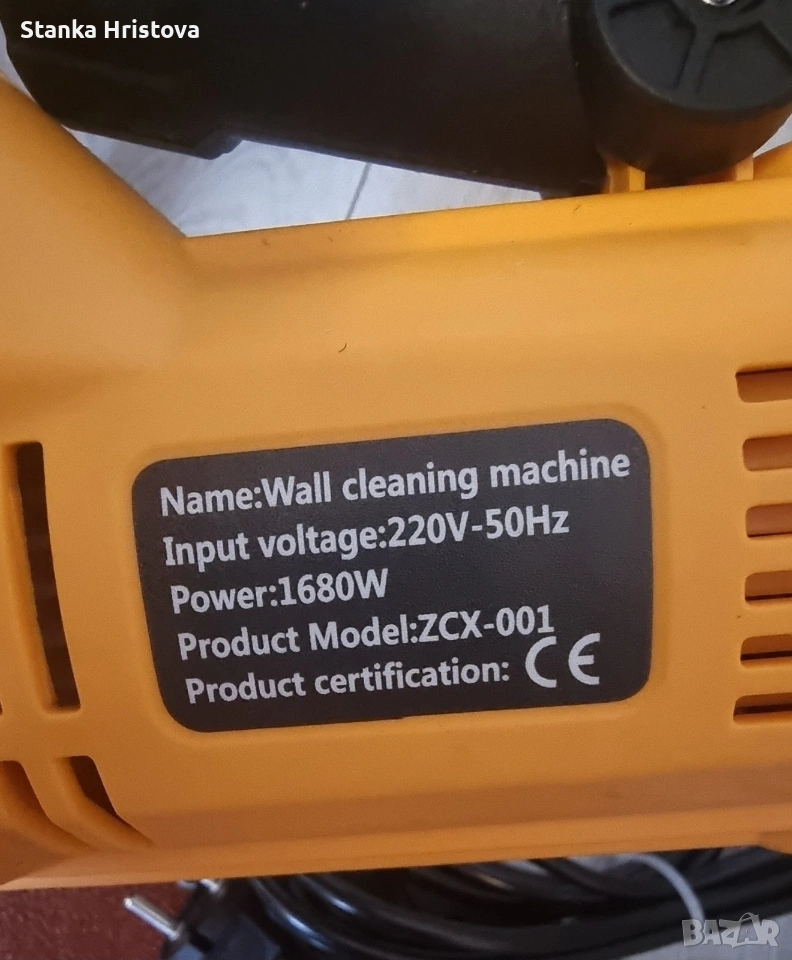 Stanka Hristova
Name:Wall cleaning machine
Input voltage:220V-50Hz
Power:1680W
Product Model:ZCX-001
Product certification: CE
BAZAR